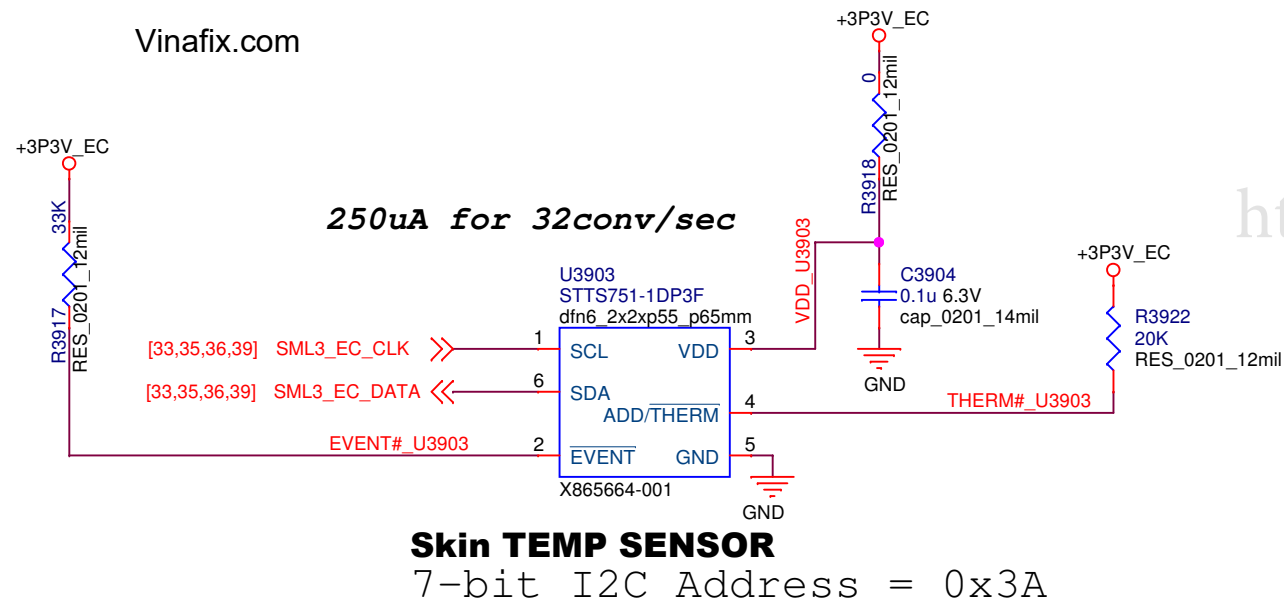 Vinafix.com
+3P3V_EC
0
RES_0201_12mil
R3918
+3P3V_EC
33K
RES_0201_12mil
R3917
250uA for 32conv/sec
VDD_U3903
ht
+3P3V_EC
U3903
STTS751-1DP3F
dfn6_2x2xp55_p65mm
C3904
0.1u 6.3V
cap_0201_14mil
R3922
20K
RES_0201_12mil
[33,35,36,39] SML3_EC_CLK 1 SCL VDD 3
GND
[33,35,36,39] SML3_EC_DATA 6 SDA
ADD/THERM 4 THERM#_U3903
EVENT#_U3903 2 EVENT GND 5
X865664-001
GND
Skin TEMP SENSOR
7-bit I2C Address = 0x3A